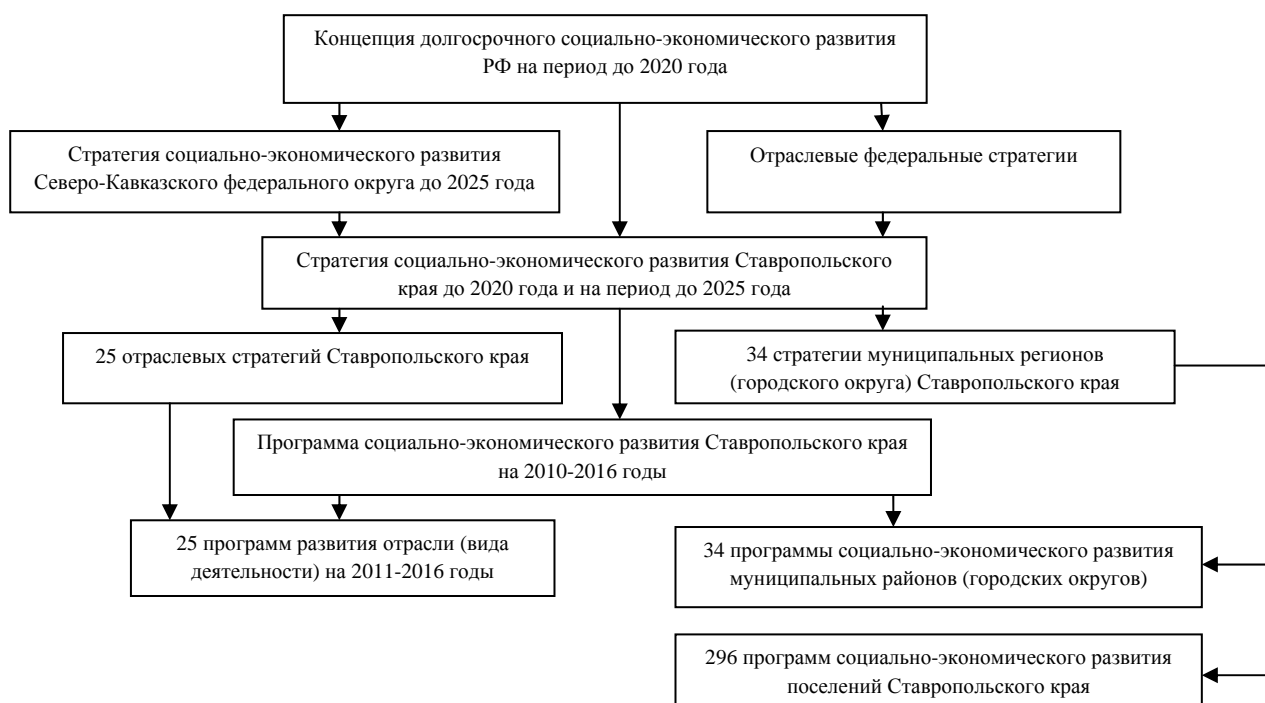 Концепция долгосрочного социально-экономического развития
РФ на период до 2020 года
Стратегия социально-экономического развития
Северо-Кавказского федерального округа до 2025 года
Отраслевые федеральные стратегии
Стратегия социально-экономического развития Ставропольского
края до 2020 года и на период до 2025 года
25 отраслевых стратегий Ставропольского края
34 стратегии муниципальных регионов
(городского округа) Ставропольского края
Программа социально-экономического развития Ставропольского края
на 2010-2016 годы
25 программ развития отрасли (вида
деятельности) на 2011-2016 годы
34 программы социально-экономического развития
муниципальных районов (городских округов)
296 программ социально-экономического развития
поселений Ставропольского края